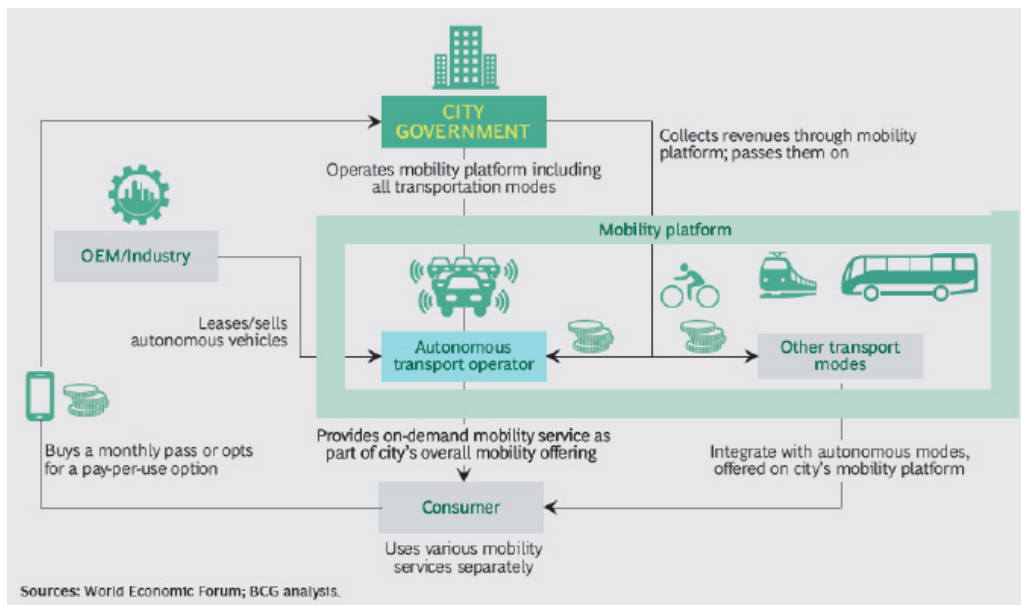 CITY
GOVERNMENT
Collects revenues through mobility
platform; passes them on
Operates mobility platform including
all transportation modes
OEM/Industry
Mobility platform
Leases/sells
autonomous vehicles
Autonomous
transport operator
Other transport
modes
Buys a monthly pass or opts
for a pay-per-use option
Provides on-demand mobility service as
part of city's overall mobility offering
Integrate with autonomous modes,
offered on city's mobility platform
Consumer
Uses various mobility
services separately
Sources: World Economic Forum; BCG analysis.